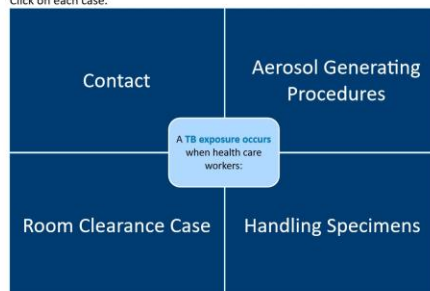 Click on each case.
Contact
Aerosol Generating
Procedures
A TB exposure occurs
when health care
workers:
Room Clearance Case
Handling Specimens